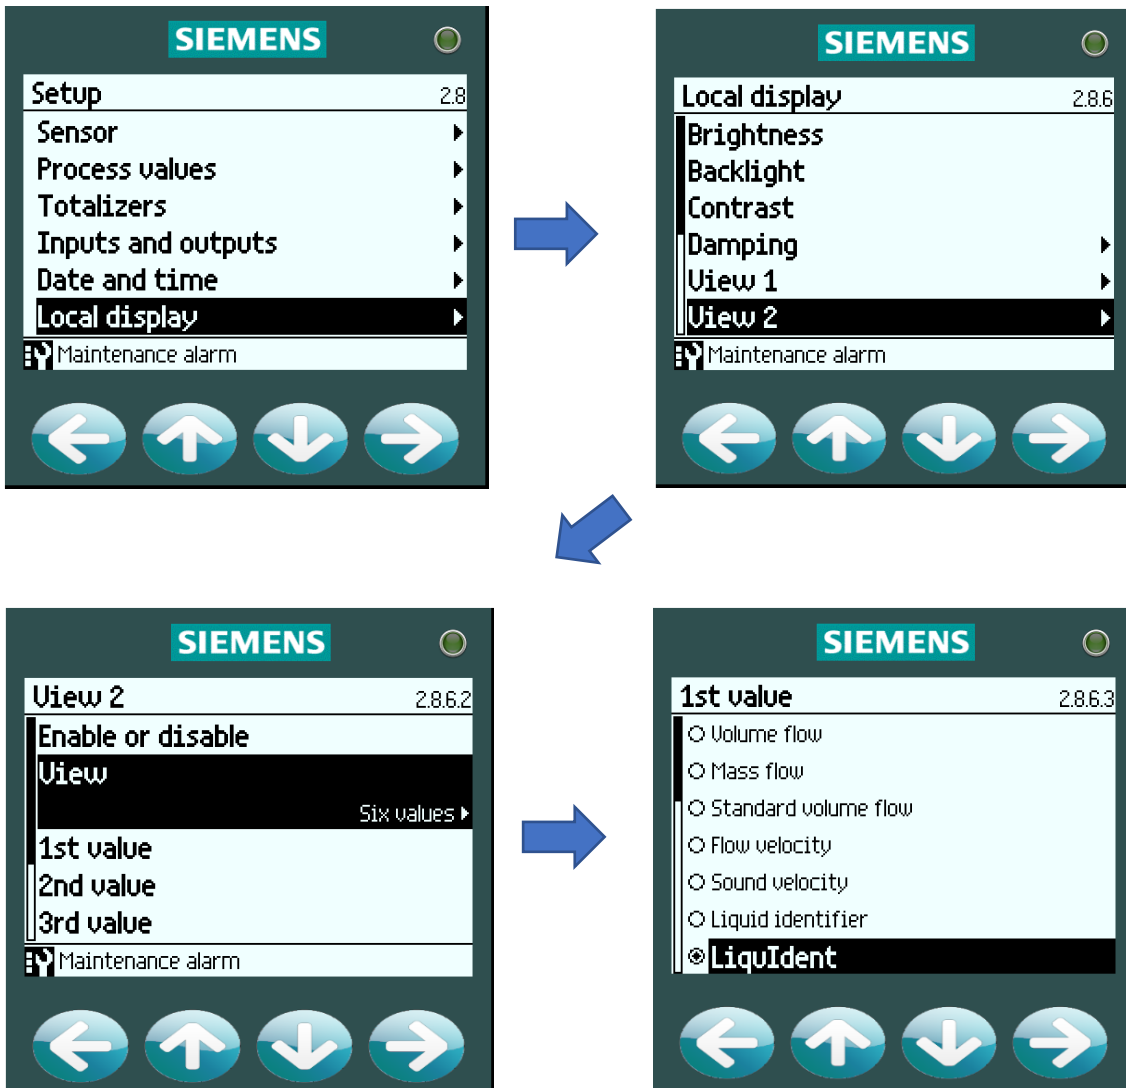 SIEMENS
Setup 2.8
Sensor
Process values
Totalizers
Inputs and outputs
Date and time
Local display
Maintenance alarm
SIEMENS
Local display 2.8.6
Brightness
Backlight
Contrast
Damping
View 1
View 2
Maintenance alarm
SIEMENS
View 2 2.8.6.2
Enable or disable
View
Six values
1st value
2nd value
3rd value
Maintenance alarm
SIEMENS
1st value 2.8.6.3
Volume flow
Mass flow
Standard volume flow
Flow velocity
Sound velocity
Liquid identifier
LiquIdent